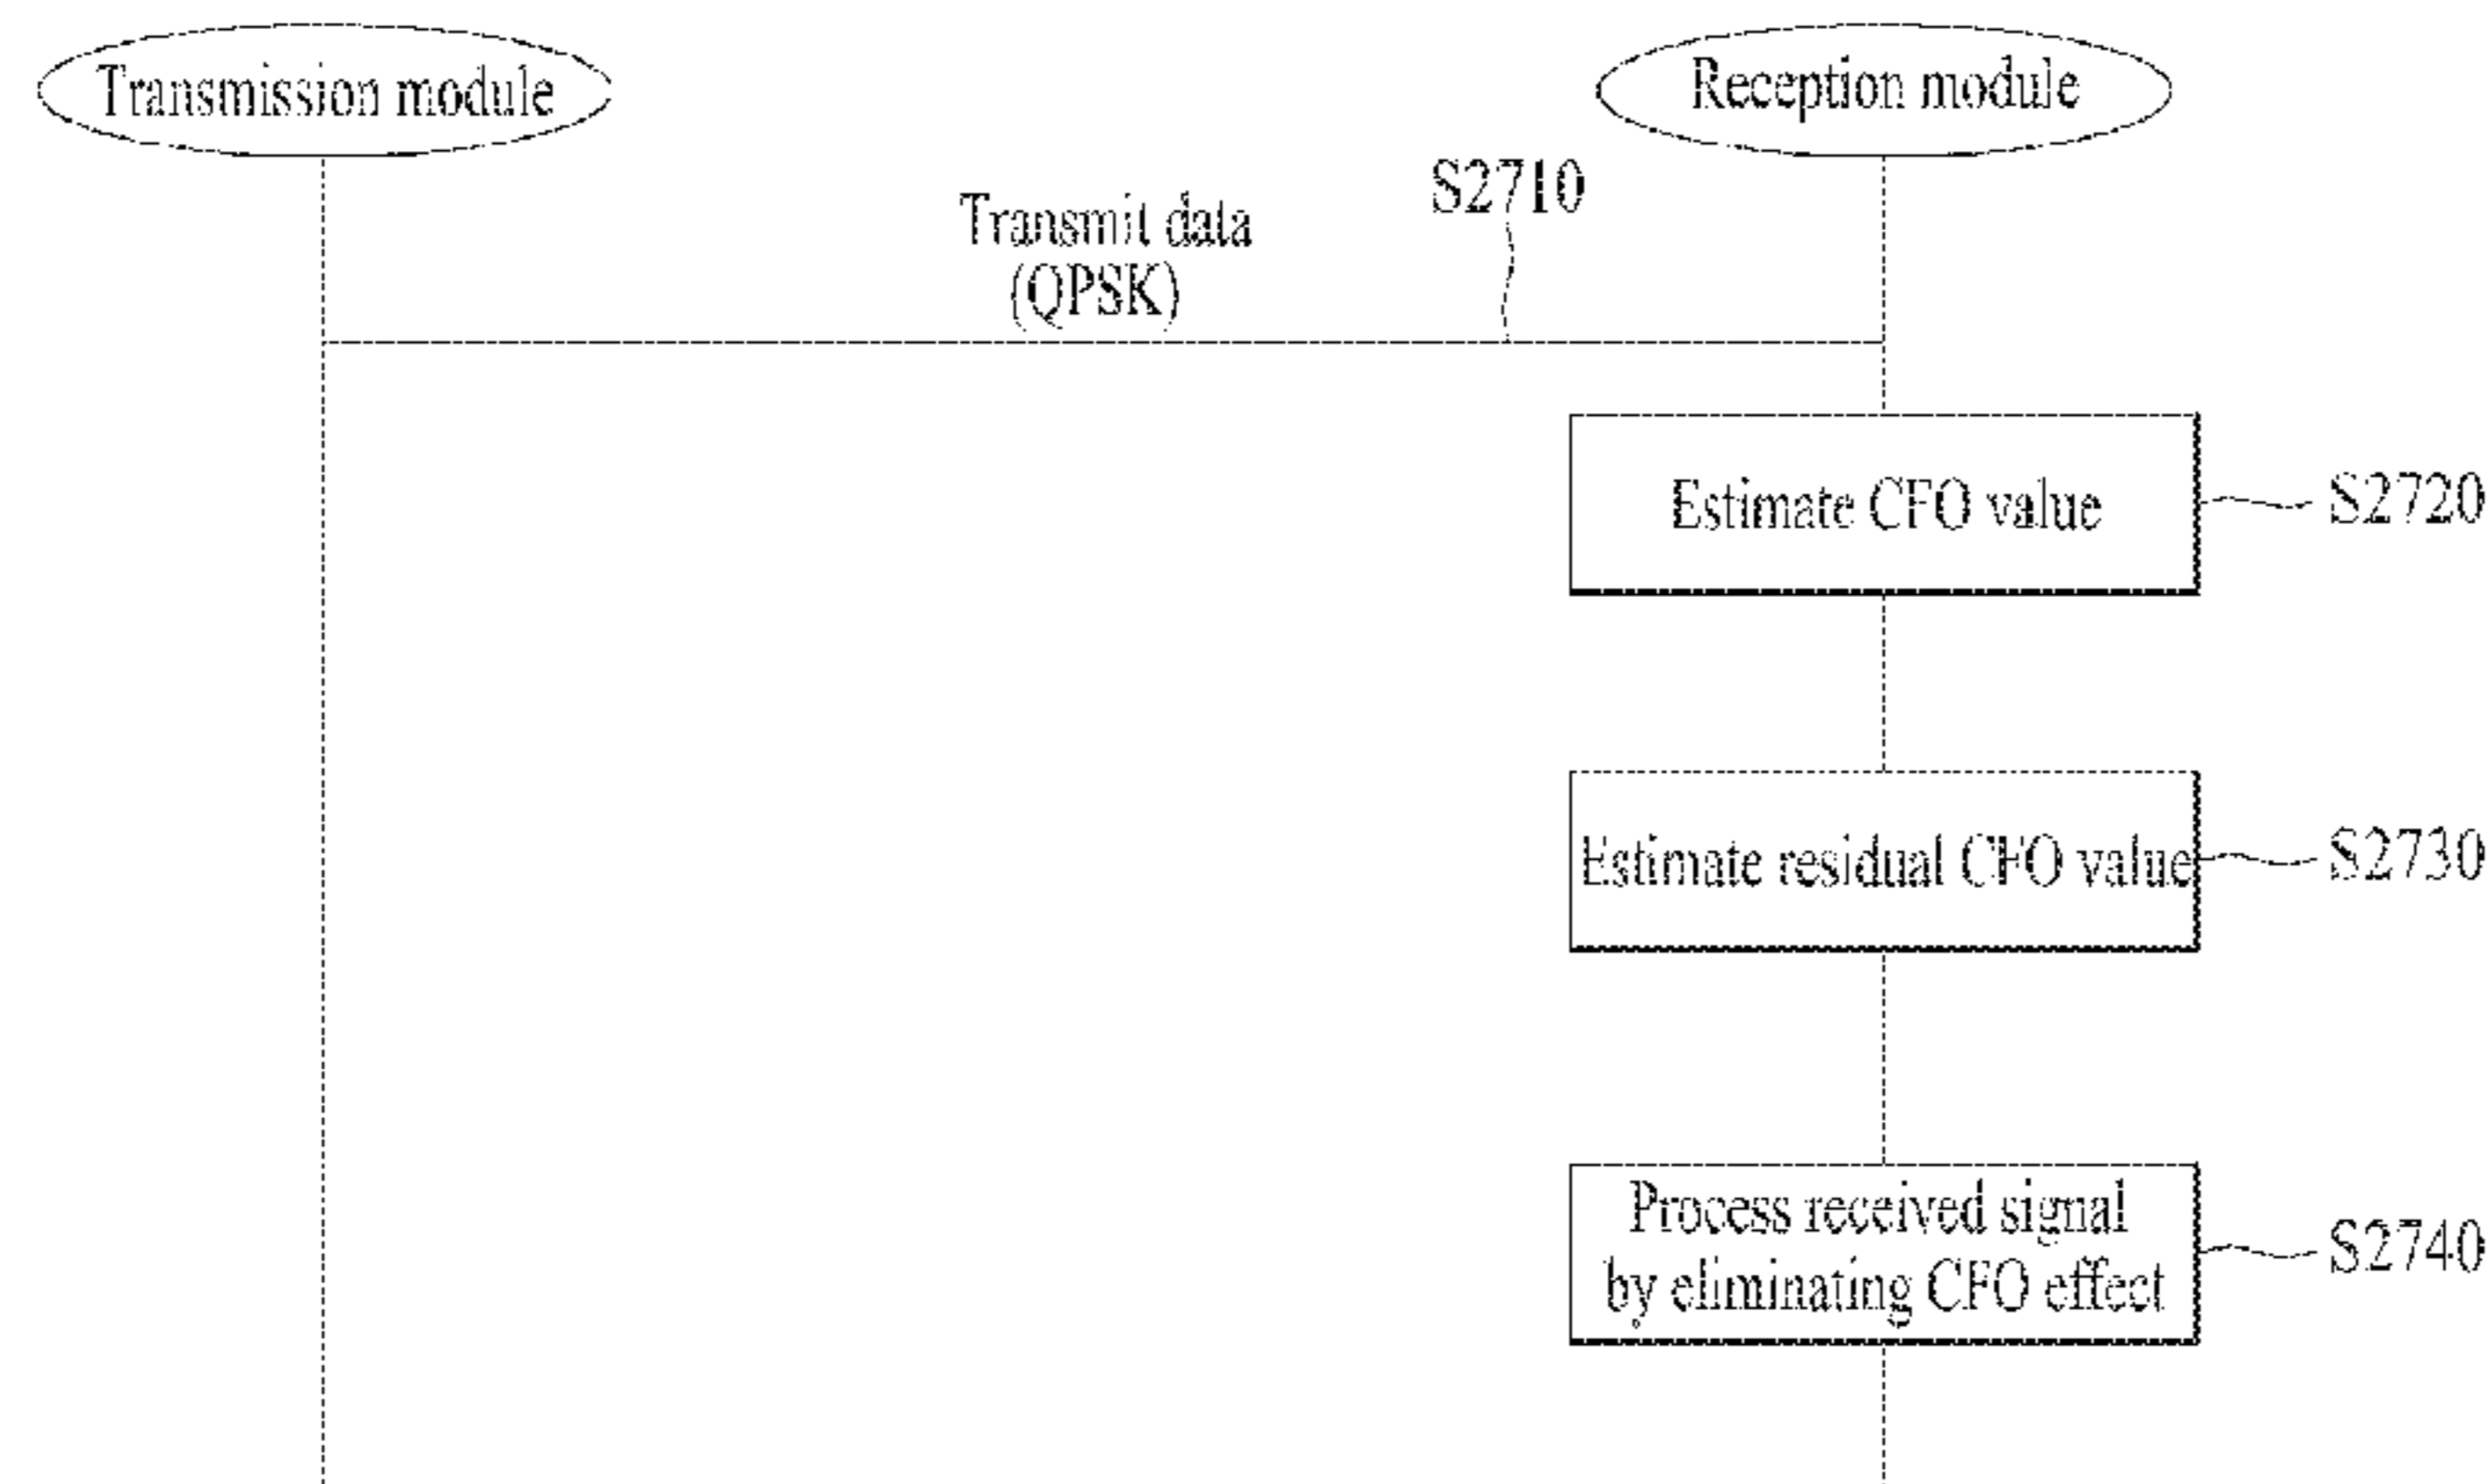 Transmission module
Reception module
S2710
Transmit data
(QPSK)
Estimate CFO value
S2720
Estimate residual CFO value
S2730
Process received signal
by eliminating CFO effect
S2740